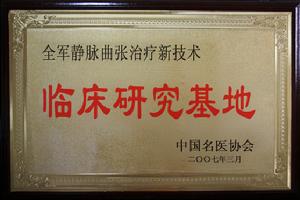 全军静脉曲张治疗新技术
临床研究基地
中国名医协会
二〇〇七年三月